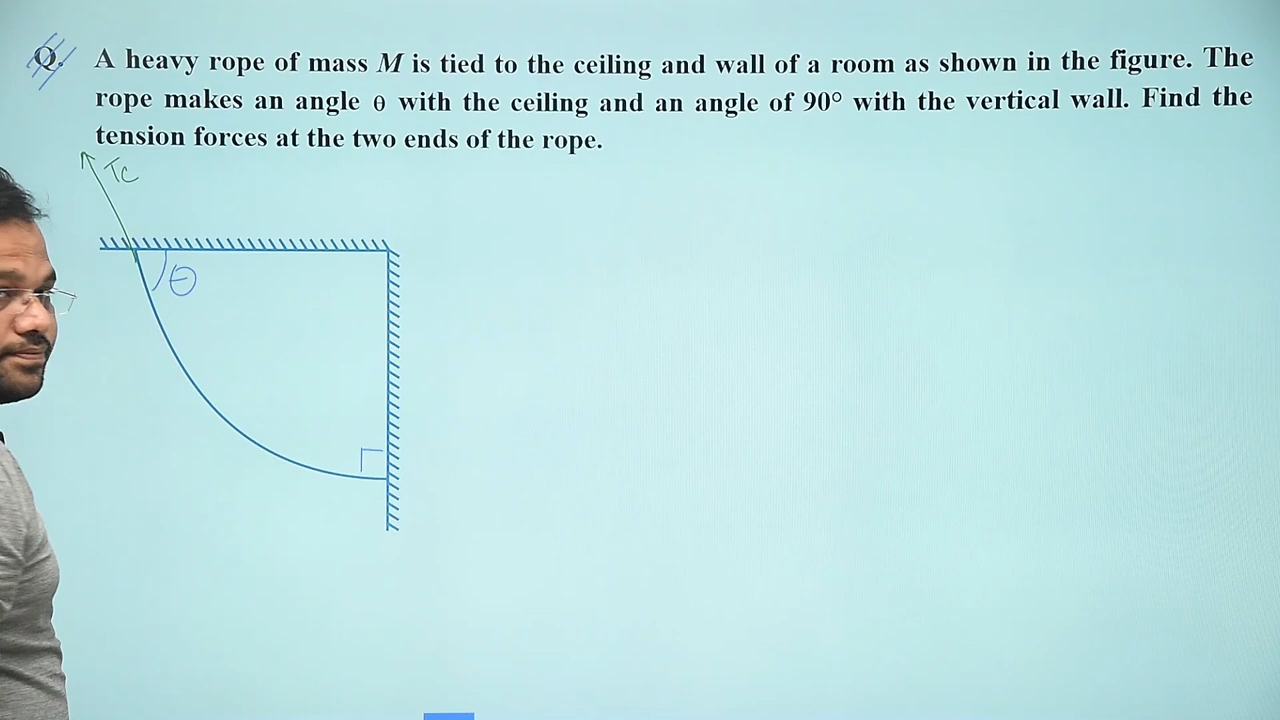 Q. A heavy rope of mass M is tied to the ceiling and wall of a room as shown in the figure. The
rope makes an angle θ with the ceiling and an angle of 90° with the vertical wall. Find the
tension forces at the two ends of the rope.
Tc
θ